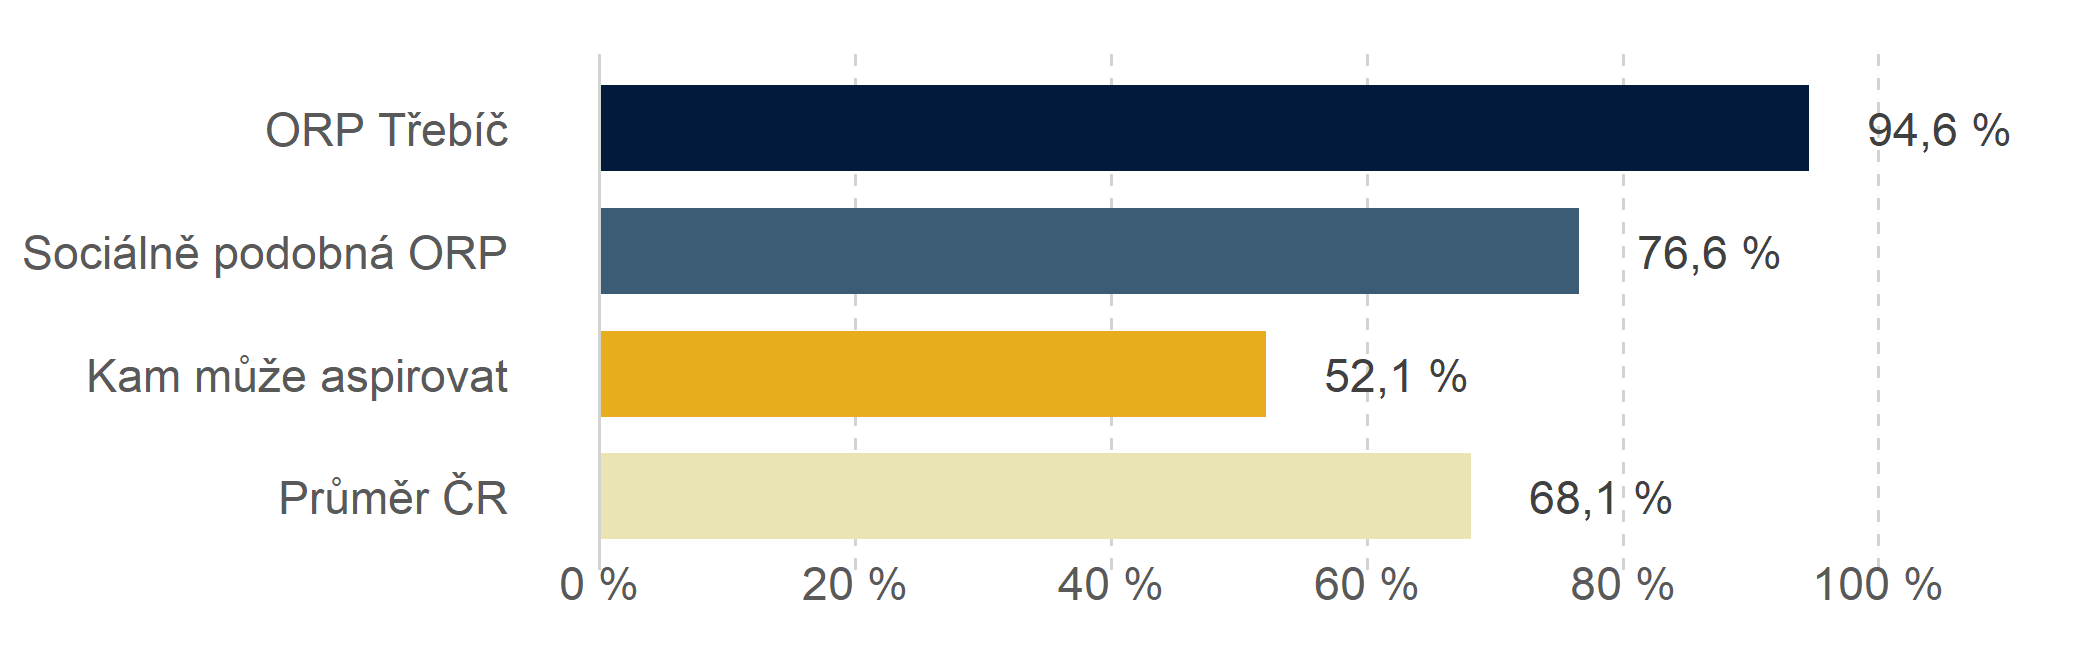 ORP Třebíč 94,6 %
Sociálně podobná ORP 76,6 %
Kam může aspirovat 52,1 %
Průměr ČR 68,1 %
0 % 20 % 40 % 60 % 80 % 100 %